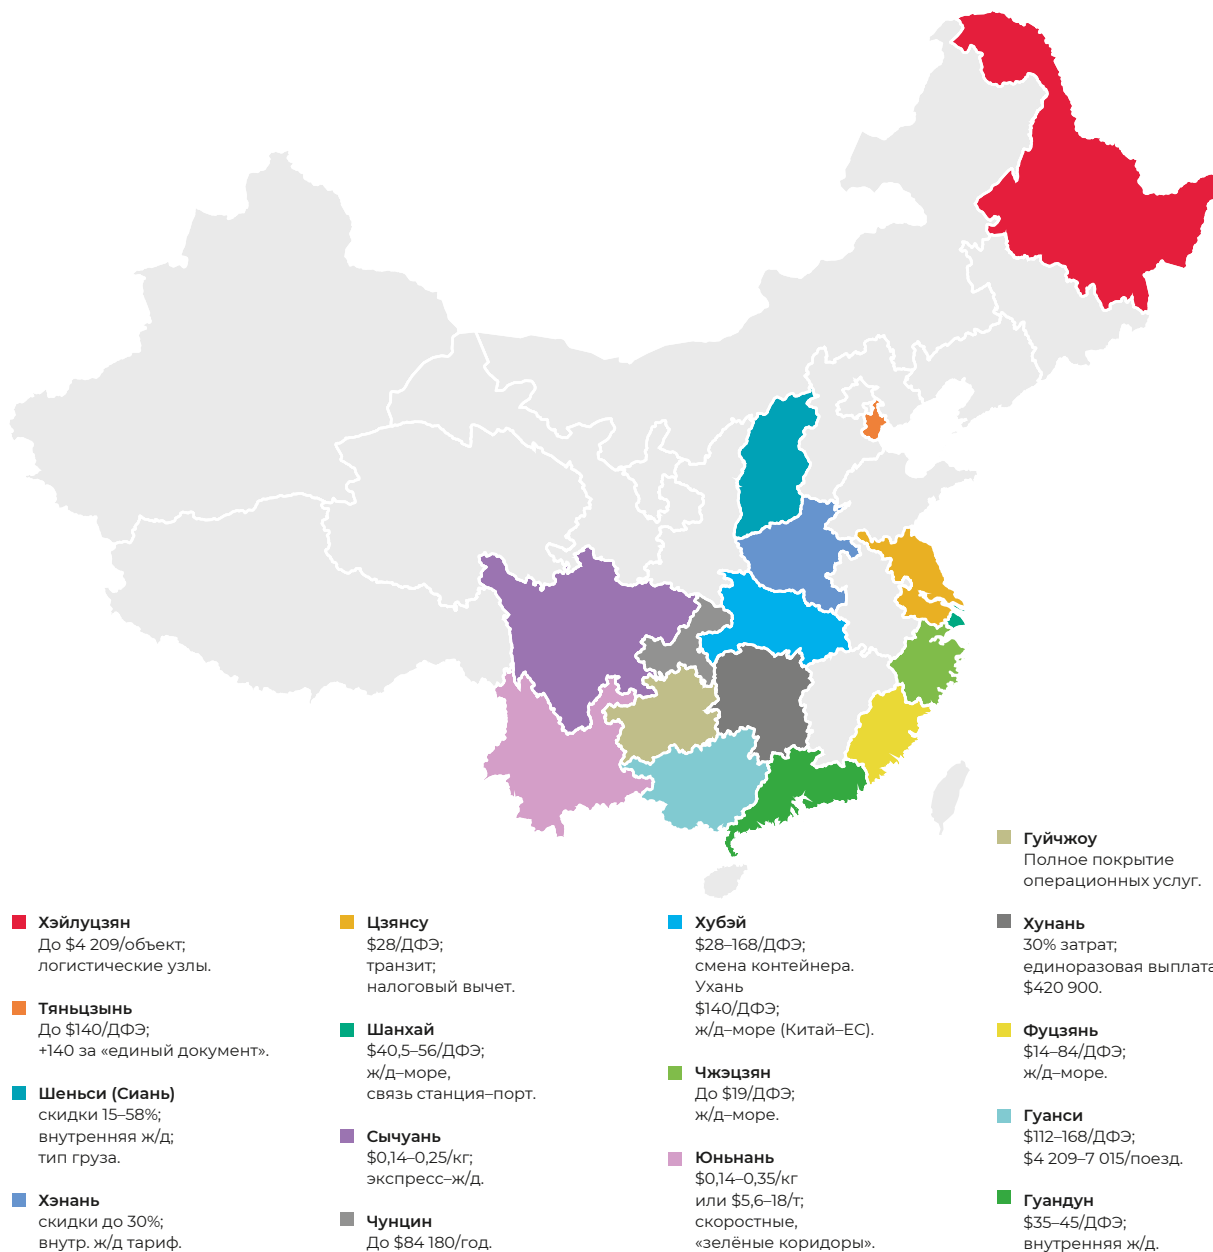 Хэйлуцзян
До $4 209/объект;
логистические узлы.
Тяньцзынь
До $140/ДФЭ;
+140 за «единый документ».
Шеньси (Сиань)
скидки 15–58%;
внутренняя ж/д;
тип груза.
Хэнань
скидки до 30%;
внутр. ж/д тариф.
Цзянсу
$28/ДФЭ;
транзит;
налоговый вычет.
Шанхай
$40,5–56/ДФЭ;
ж/д–море,
связь станция–порт.
Сычуань
$0,14–0,25/кг;
экспресс–ж/д.
Чунцин
До $84 180/год.
Хубэй
$28–168/ДФЭ;
смена контейнера.
Ухань
$140/ДФЭ;
ж/д–море (Китай–ЕС).
Чжэцзян
До $19/ДФЭ;
ж/д–море.
Юньнань
$0,14–0,35/кг
или $5,6–18/т;
скоростные,
«зелёные коридоры».
Гуйчжоу
Полное покрытие
операционных услуг.
Хунань
30% затрат;
единоразовая выплата
$420 900.
Фуцзянь
$14–84/ДФЭ;
ж/д–море.
Гуанси
$112–168/ДФЭ;
$4 209–7 015/поезд.
Гуандун
$35–45/ДФЭ;
внутренняя ж/д.